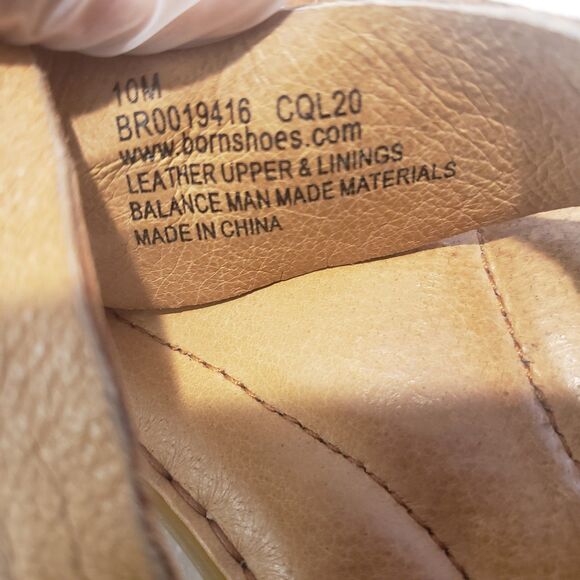 10M
BR0019416 CQL20
www.bornshoes.com
LEATHER UPPER & LININGS
BALANCE MAN MADE MATERIALS
MADE IN CHINA